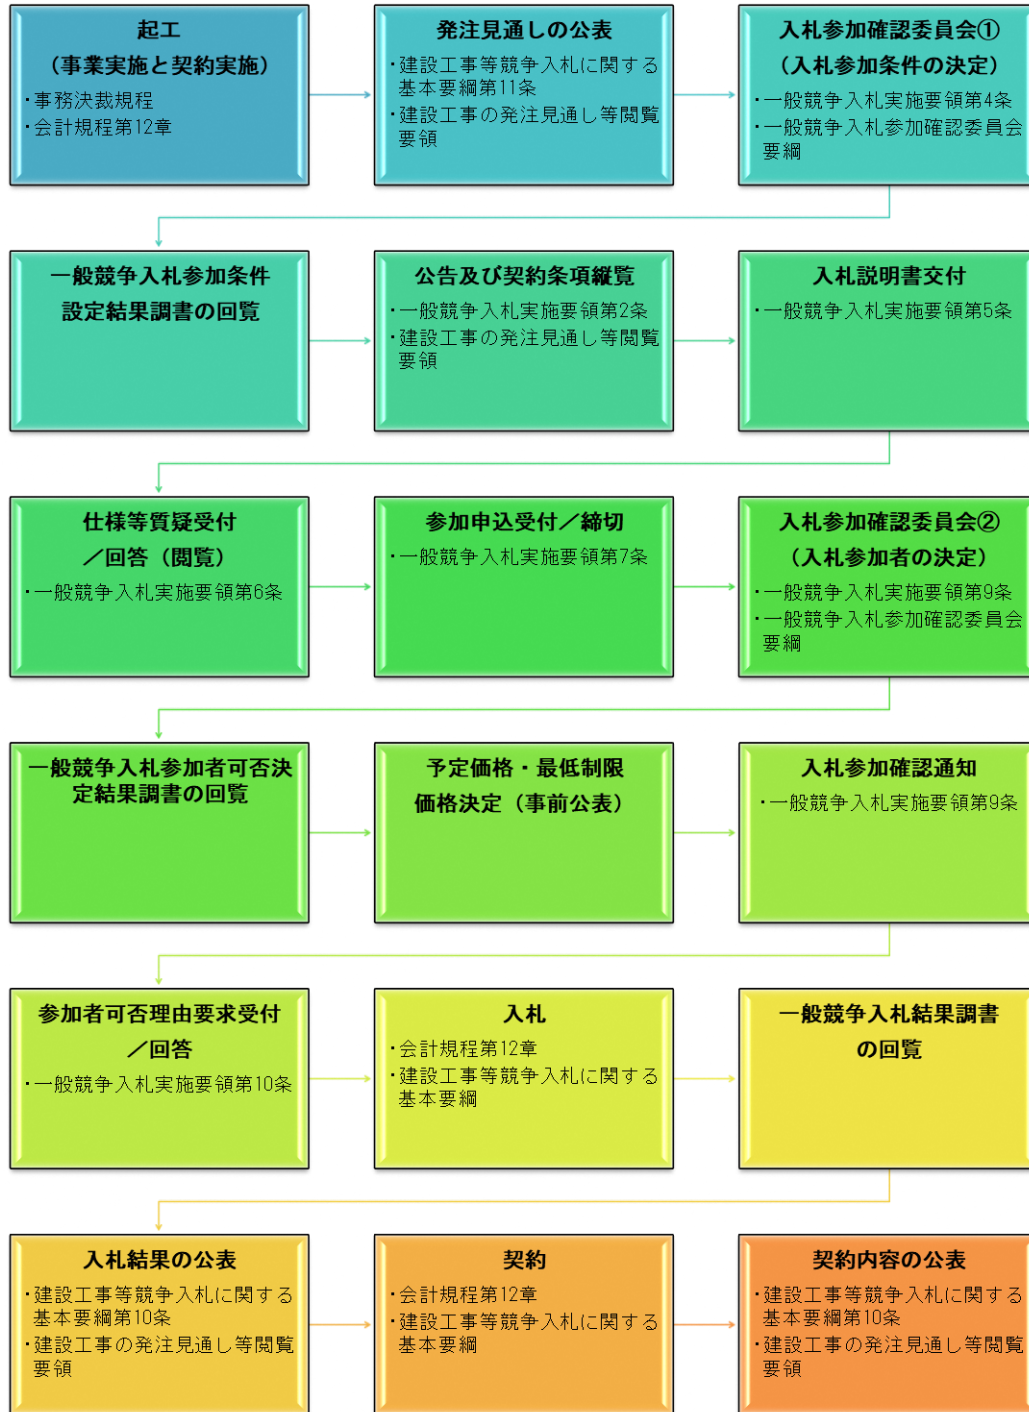 起工
（事業実施と契約実施）
・事務決裁規程
・会計規程第12章
発注見通しの公表
・建設工事等競争入札に関する
基本要綱第11条
・建設工事の発注見通し等閲覧
要領
入札参加確認委員会①
（入札参加条件の決定）
・一般競争入札実施要領第4条
・一般競争入札参加確認委員会
要綱
一般競争入札参加条件
設定結果調書の回覧
公告及び契約条項縦覧
・一般競争入札実施要領第2条
・建設工事の発注見通し等閲覧
要領
入札説明書交付
・一般競争入札実施要領第5条
仕様等質疑受付
／回答（閲覧）
・一般競争入札実施要領第6条
参加申込受付／締切
・一般競争入札実施要領第7条
入札参加確認委員会②
（入札参加者の決定）
・一般競争入札実施要領第9条
・一般競争入札参加確認委員会
要綱
一般競争入札参加者可否決
定結果調書の回覧
予定価格・最低制限
価格決定（事前公表）
入札参加確認通知
・一般競争入札実施要領第9条
参加者可否理由要求受付
／回答
・一般競争入札実施要領第10条
入札
・会計規程第12章
・建設工事等競争入札に関する
基本要綱
一般競争入札結果調書
の回覧
入札結果の公表
・建設工事等競争入札に関する
基本要綱第10条
・建設工事の発注見通し等閲覧
要領
契約
・会計規程第12章
・建設工事等競争入札に関する
基本要綱
契約内容の公表
・建設工事等競争入札に関する
基本要綱第10条
・建設工事の発注見通し等閲覧
要領